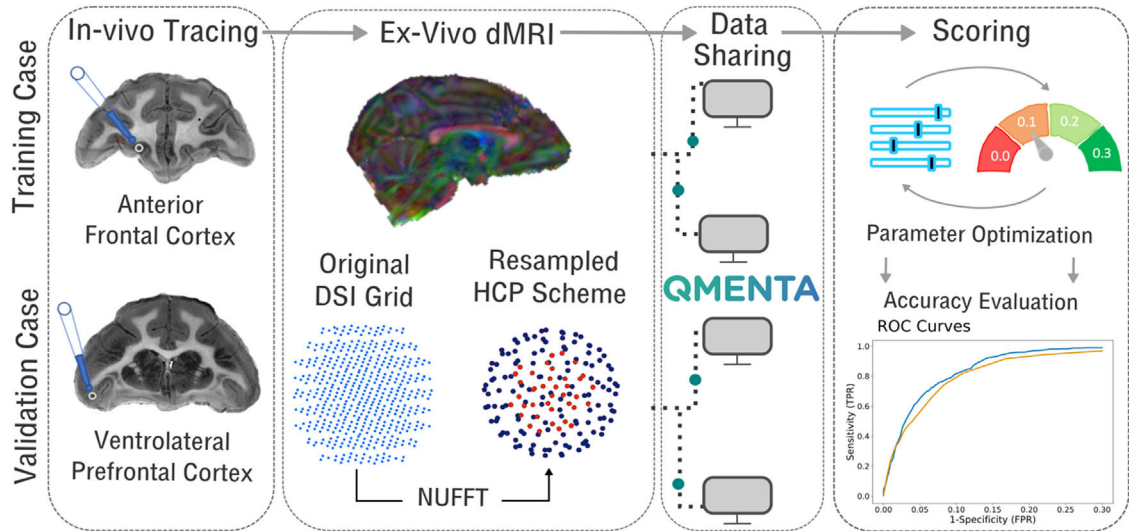 In-vivo Tracing
Ex-Vivo dMRI
Data
Sharing
Scoring
Training Case
Anterior
Frontal Cortex
0.0
0.1
0.2
0.3
Parameter Optimization
Validation Case
Ventrolateral
Prefrontal Cortex
Original
DSI Grid
Resampled
HCP Scheme
NUFFT
QMENTA
Accuracy Evaluation
ROC Curves
Sensitivity (TPR)
1.0
0.8
0.6
0.4
0.2
0.0
0.00
0.05
0.10
0.15
0.20
0.25
0.30
1-Specificity (FPR)